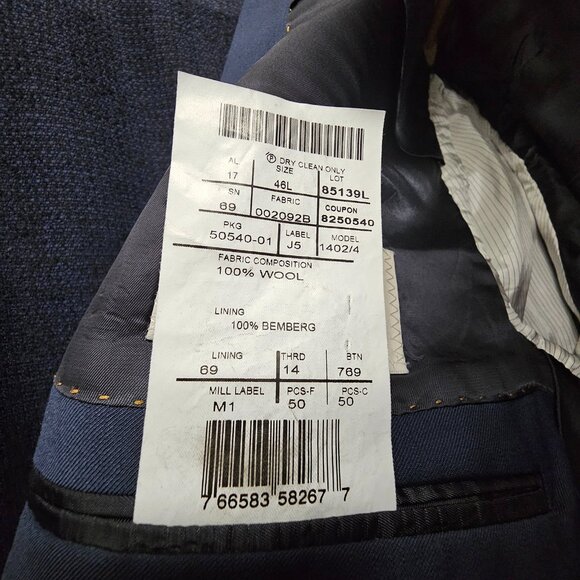 Ⓟ DRY CLEAN ONLY
AL SIZE LOT
17 46L 85139L
SN FABRIC COUPON
69 002092B 8250540
PKG LABEL MODEL
50540-01 J5 1402/4
FABRIC COMPOSITION
100% WOOL
LINING
100% BEMBERG
LINING THRD BTN
69 14 769
MILL LABEL PCS-F PCS-C
M1 50 50
7 66583 58267 7